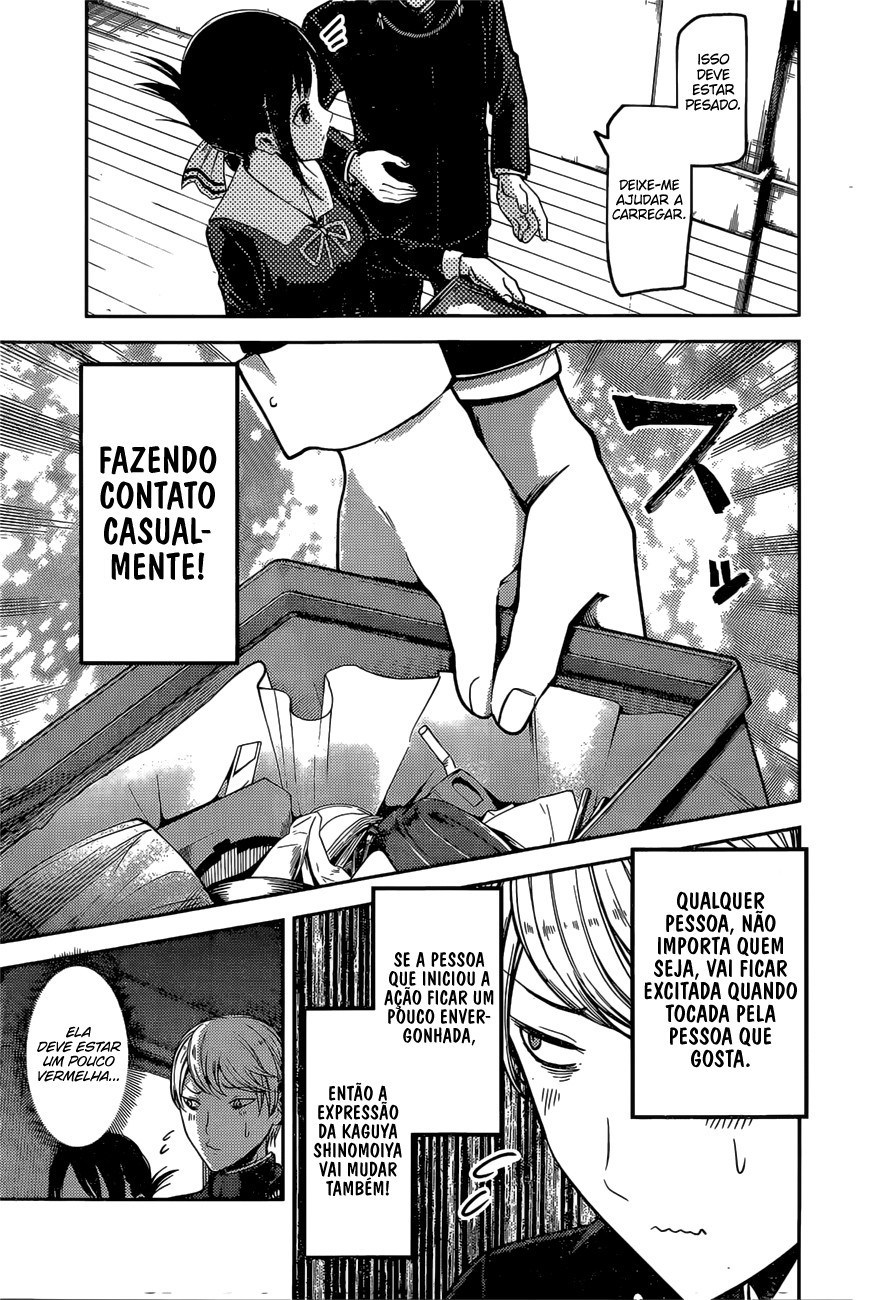 ISSO
DEVE
ESTAR
PESADO.
DEIXE-ME
AJUDAR A
CARREGAR.
スッ
FAZENDO
CONTATO
CASUAL-
MENTE!
QUALQUER
PESSOA, NÃO
IMPORTA QUEM
SEJA, VAI FICAR
EXCITADA QUANDO
TOCADA PELA
PESSOA QUE
GOSTA.
SE A PESSOA
QUE INICIOU A
AÇÃO FICAR UM
POUCO ENVER-
GONHADA,
ENTÃO A
EXPRESSÃO
DA KAGUYA
SHINOMOIYA
VAI MUDAR
TAMBÉM!
ELA
DEVE ESTAR
UM POUCO
VERMELHA...